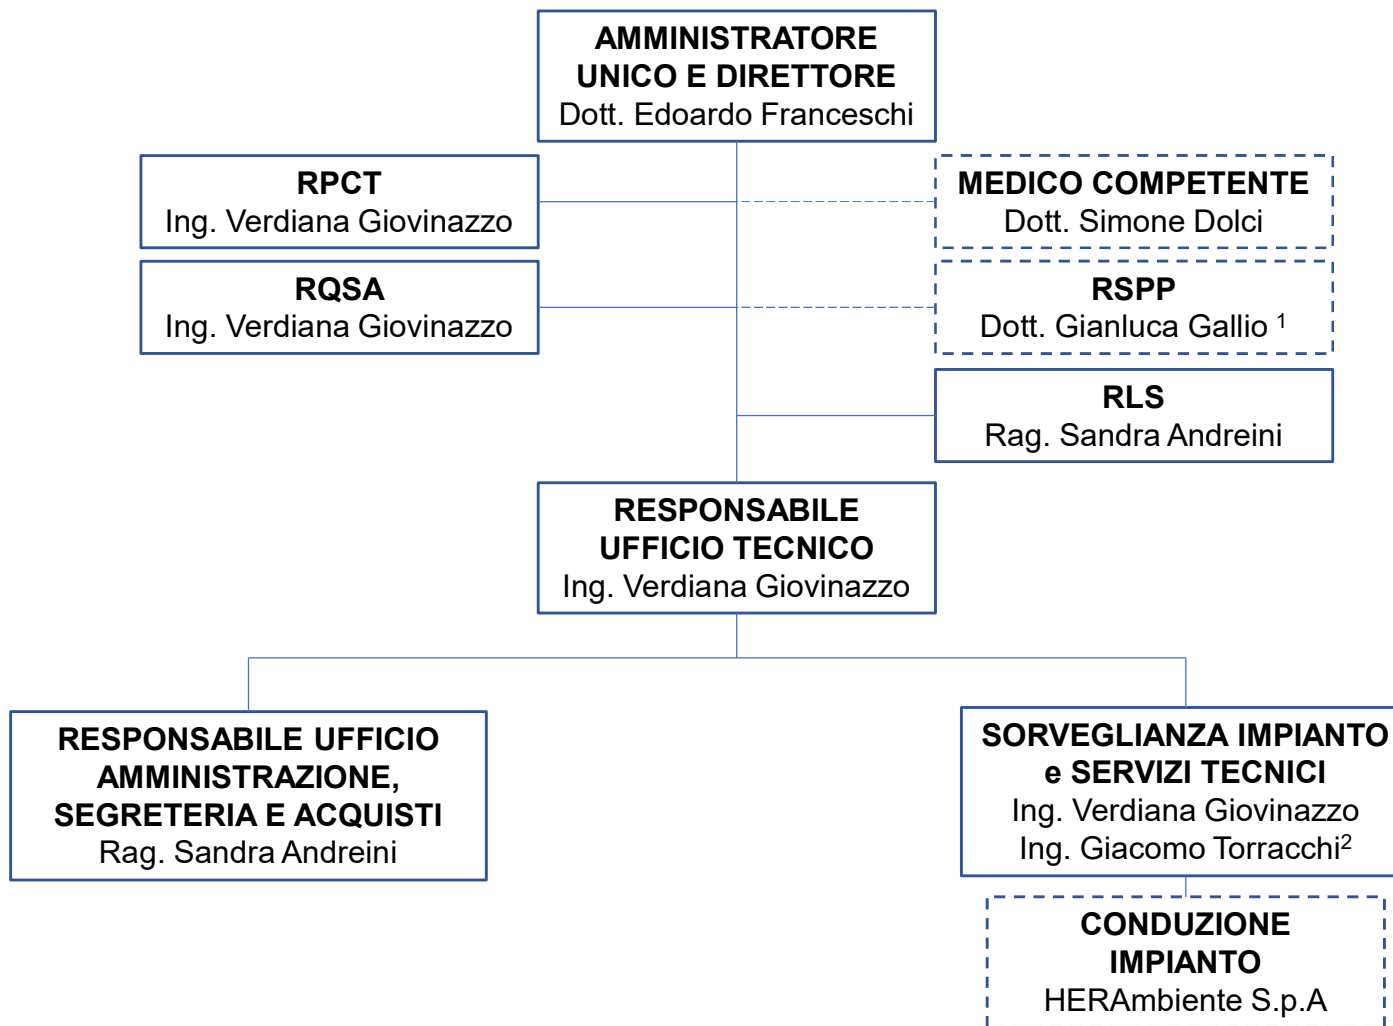 AMMINISTRATORE
UNICO E DIRETTORE
Dott. Edoardo Franceschi
RPCT
Ing. Verdiana Giovinazzo
MEDICO COMPETENTE
Dott. Simone Dolci
RQSA
Ing. Verdiana Giovinazzo
RSPP
Dott. Gianluca Gallio ¹
RLS
Rag. Sandra Andreini
RESPONSABILE
UFFICIO TECNICO
Ing. Verdiana Giovinazzo
RESPONSABILE UFFICIO
AMMINISTRAZIONE,
SEGRETERIA E ACQUISTI
Rag. Sandra Andreini
SORVEGLIANZA IMPIANTO
e SERVIZI TECNICI
Ing. Verdiana Giovinazzo
Ing. Giacomo Torracchi²
CONDUZIONE
IMPIANTO
HERAmbiente S.p.A